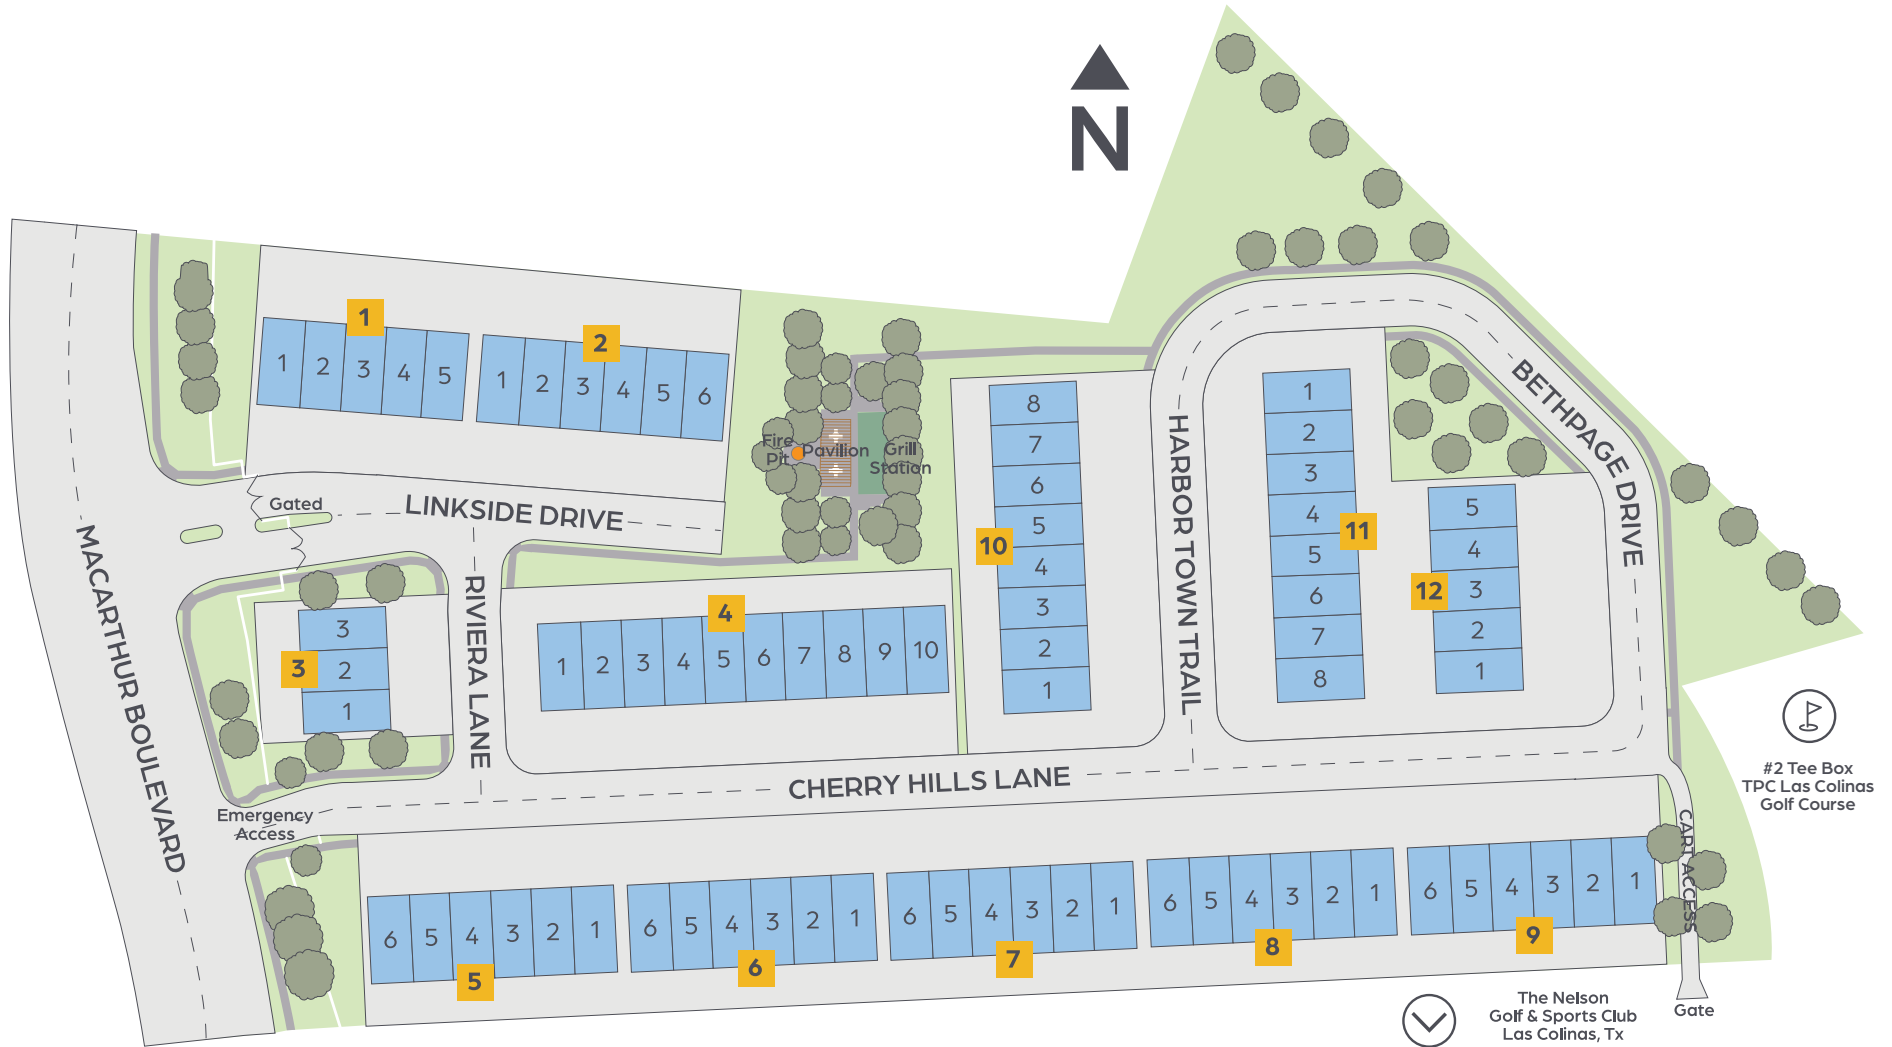 N
1
1 2 3 4 5
2
1 2 3 4 5 6
Fire
Pit
Pavilion
Grill
Station
Gated
LINKSIDE DRIVE
MACARTHUR BOULEVARD
RIVIERA LANE
HARBOR TOWN TRAIL
BETHPAGE DRIVE
3
3
2
1
4
1 2 3 4 5 6 7 8 9 10
10
8
7
6
5
4
3
2
1
11
1
2
3
4
5
6
7
8
12
5
4
3
2
1
CHERRY HILLS LANE
Emergency
Access
6 5 4 3 2 1
5
6 5 4 3 2 1
6
6 5 4 3 2 1
7
6 5 4 3 2 1
8
6 5 4 3 2 1
9
CART ACCESS
Gate
#2 Tee Box
TPC Las Colinas
Golf Course
The Nelson
Golf & Sports Club
Las Colinas, Tx